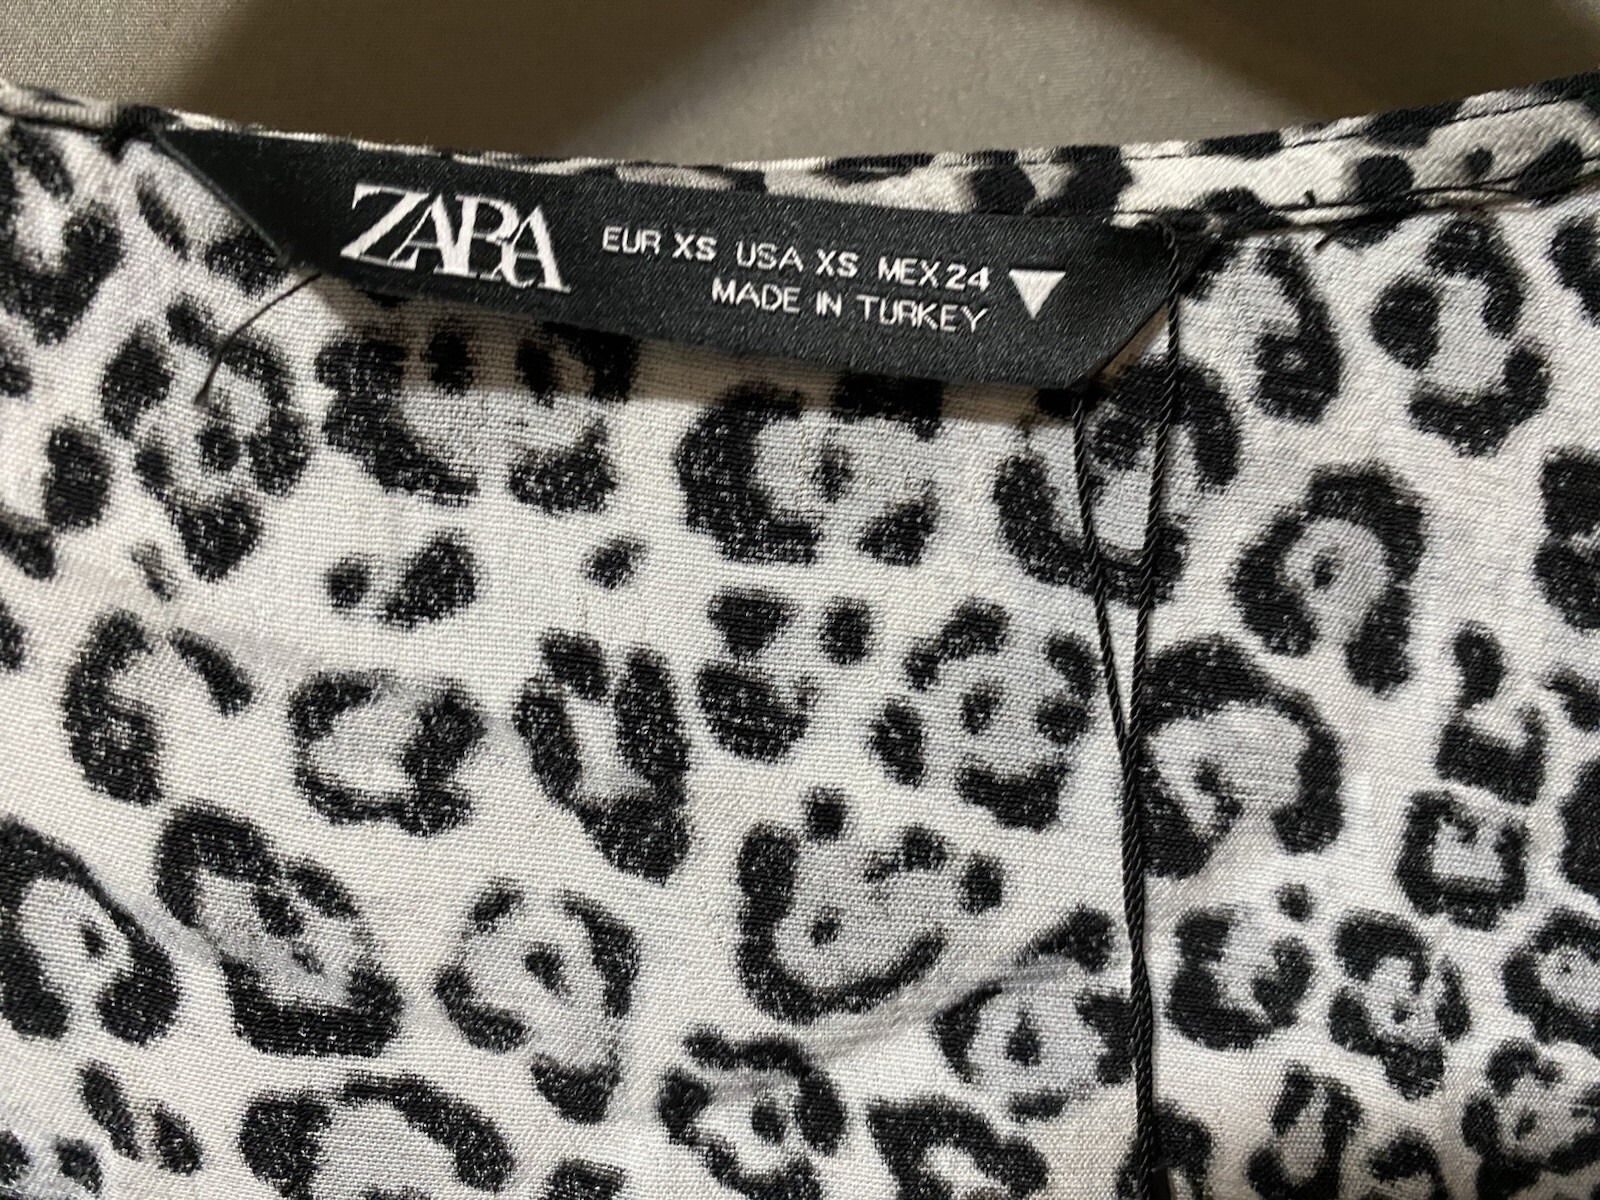 ZARA
EUR XS USA XS MEX 24
MADE IN TURKEY